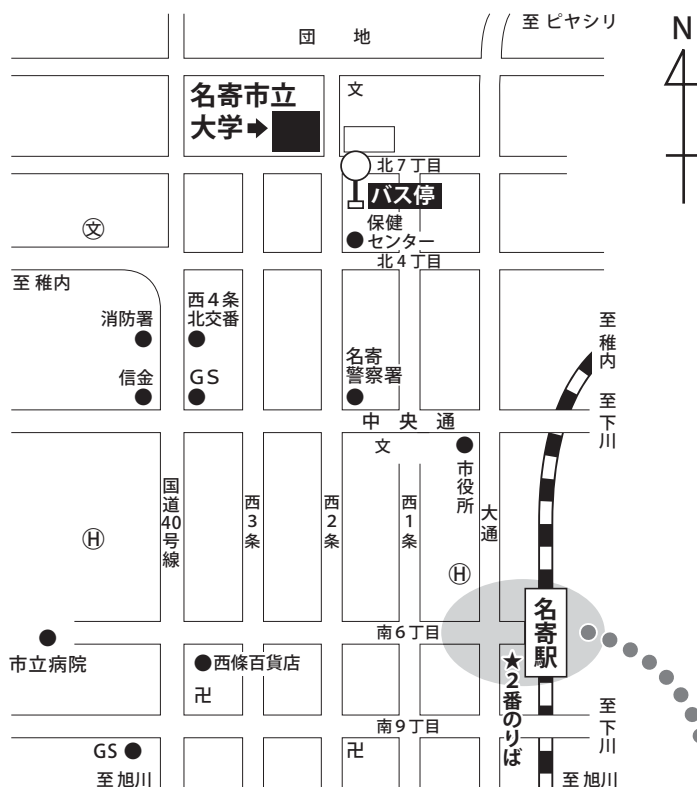 団 地
至 ピヤシリ
N
名寄市立
大学➡
文
北7丁目
バス停
保健
センター
北4丁目
文
至 稚内
消防署
西4条
北交番
信金
GS
名寄
警察署
至稚内
至下川
中 央 通
文
市役所
国道40号線
西3条
西2条
西1条
大通
H
H
名寄駅
南6丁目
市立病院
西條百貨店
卍
★2番のりば
南9丁目
至下川
GS
卍
至 旭川
至 旭川